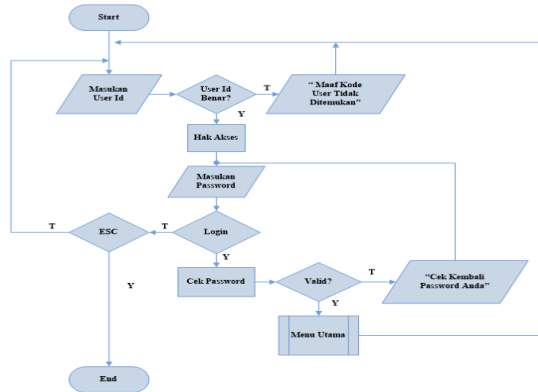 Start
Masukan
User Id
User Id
Benar?
T
" Maaf Kode
User Tidak
Ditemukan"
Y
Hak Akses
Masukan
Password
T
ESC
T
Login
Y
Y
Cek Password
Valid?
T
"Cek Kembali
Password Anda"
Y
Menu Utama
End